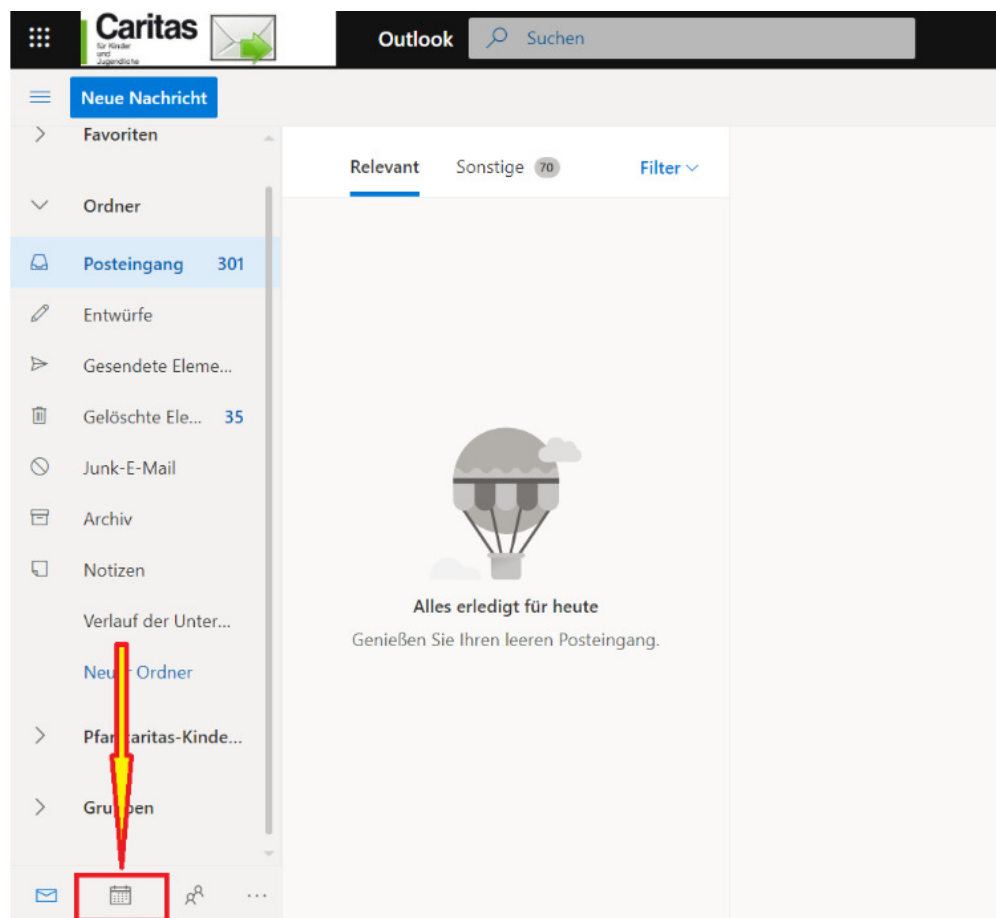 Caritas
für Kinder
und
Jugendliche
Outlook
Suchen
Neue Nachricht
Favoriten
Relevant
Sonstige 70
Filter
Ordner
Posteingang 301
Entwürfe
Gesendete Eleme...
Gelöschte Ele... 35
Junk-E-Mail
Archiv
Notizen
Verlauf der Unter...
Ordner
Alles erledigt für heute
Genießen Sie Ihren leeren Posteingang.